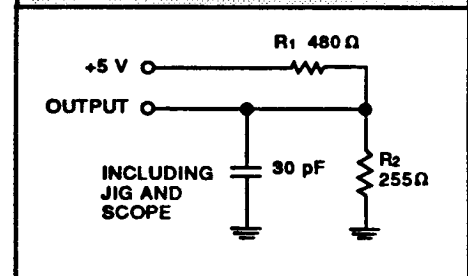 R1 480Ω
+5 V
OUTPUT
INCLUDING JIG AND SCOPE
30 pF
R2 255Ω